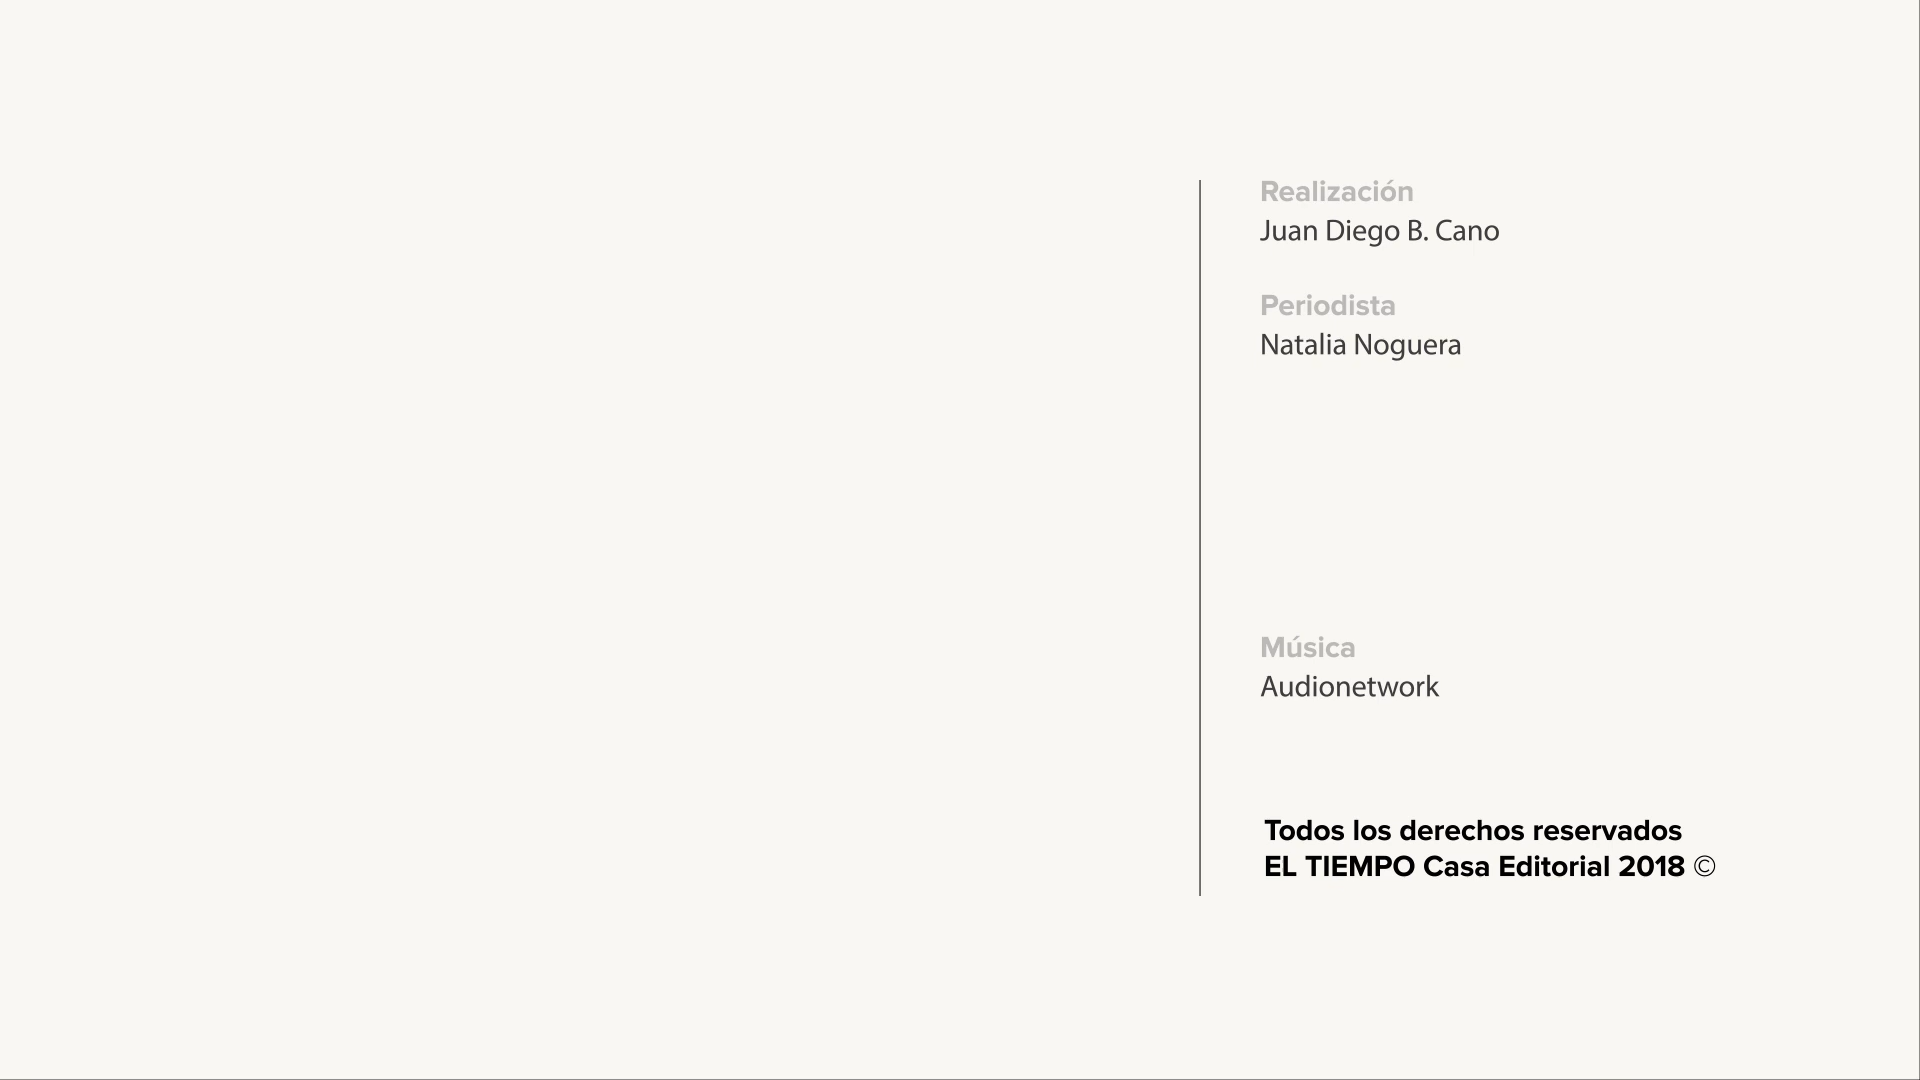 Realización
Juan Diego B. Cano
Periodista
Natalia Noguera
Música
Audionetwork
Todos los derechos reservados
EL TIEMPO Casa Editorial 2018 ©